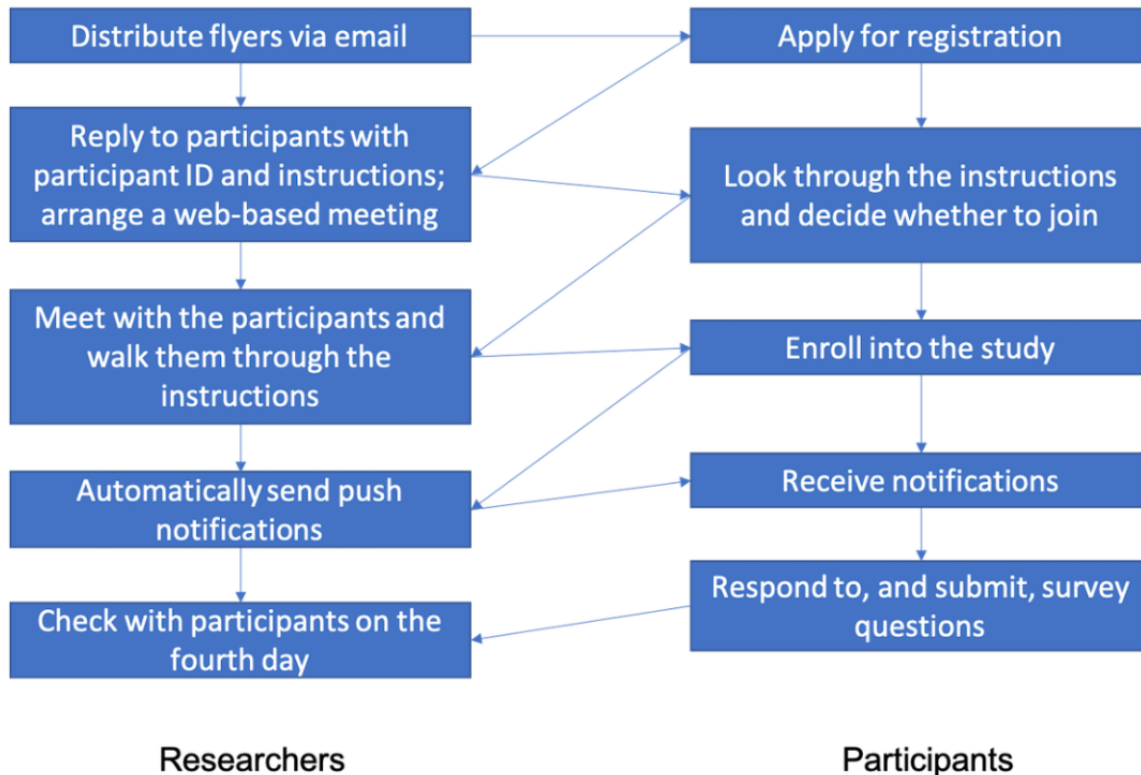 Distribute flyers via email
Apply for registration
Reply to participants with
participant ID and instructions;
arrange a web-based meeting
Look through the instructions
and decide whether to join
Meet with the participants and
walk them through the
instructions
Enroll into the study
Automatically send push
notifications
Receive notifications
Check with participants on the
fourth day
Respond to, and submit, survey
questions
Researchers
Participants